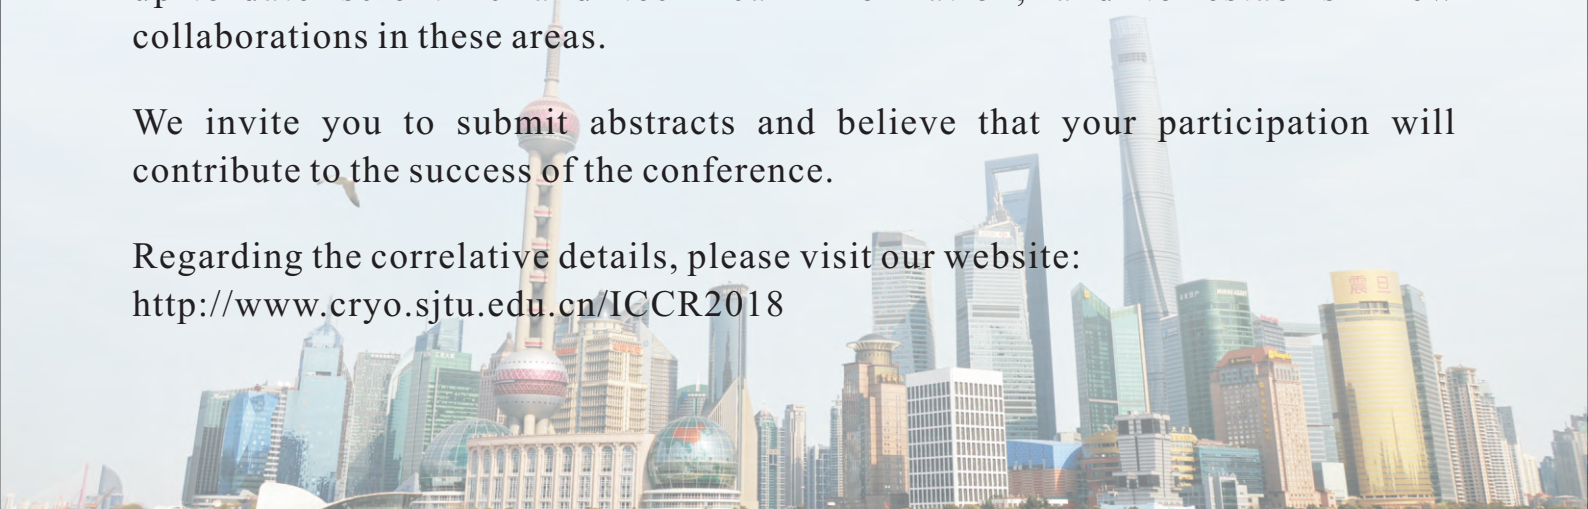 collaborations in these areas.
We invite you to submit abstracts and believe that your participation will
contribute to the success of the conference.
Regarding the correlative details, please visit our website:
http://www.cryo.sjtu.edu.cn/ICCR2018
震旦